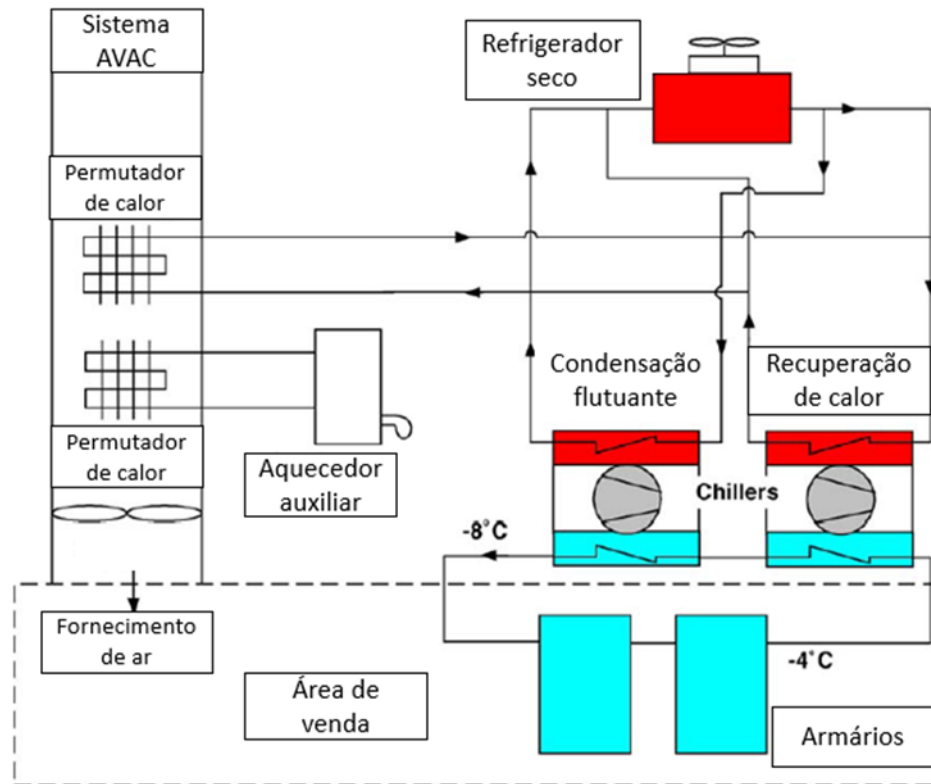 Sistema
AVAC
Refrigerador
seco
Permutador
de calor
Condensação
flutuante
Recuperação
de calor
Permutador
de calor
Aquecedor
auxiliar
Chillers
-8°C
Fornecimento
de ar
Área de
venda
-4°C
Armários